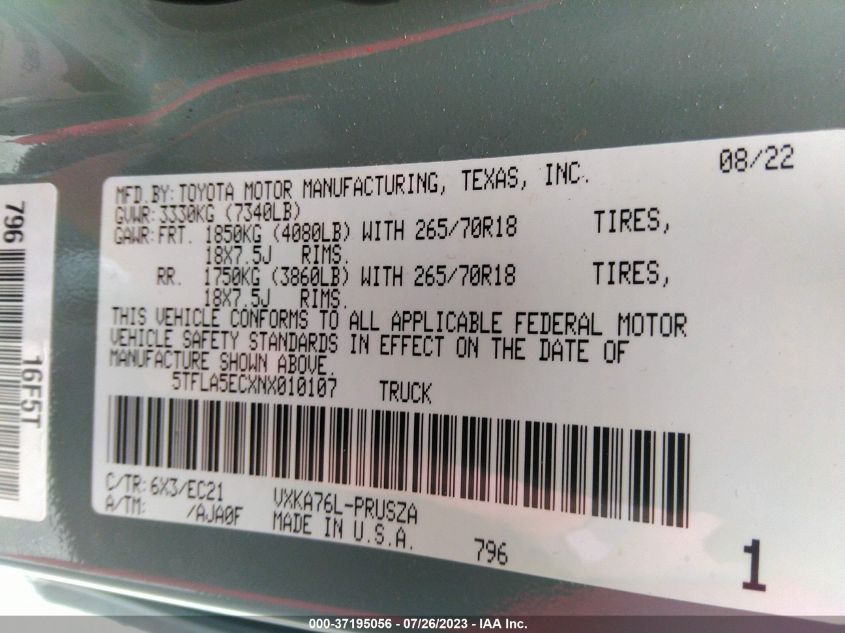 MFD.BY:TOYOTA MOTOR MANUFACTURING, TEXAS, INC. 08/22
GVWR:3330KG (7340LB)
GAWR:FRT. 1850KG (4080LB) WITH 265/70R18 TIRES,
18X7.5J RIMS.
RR. 1750KG (3860LB) WITH 265/70R18 TIRES,
18X7.5J RIMS.
THIS VEHICLE CONFORMS TO ALL APPLICABLE FEDERAL MOTOR
VEHICLE SAFETY STANDARDS IN EFFECT ON THE DATE OF
MANUFACTURE SHOWN ABOVE.
5TFLA5ECXNX010107 TRUCK
C/TR:6X3/EC21 VXKA76L-PRUSZA
A/TM: /AJA0F MADE IN U.S.A. 796 1
796
16F5T
000-37195056 / 07/26/2023 - IAA Inc.